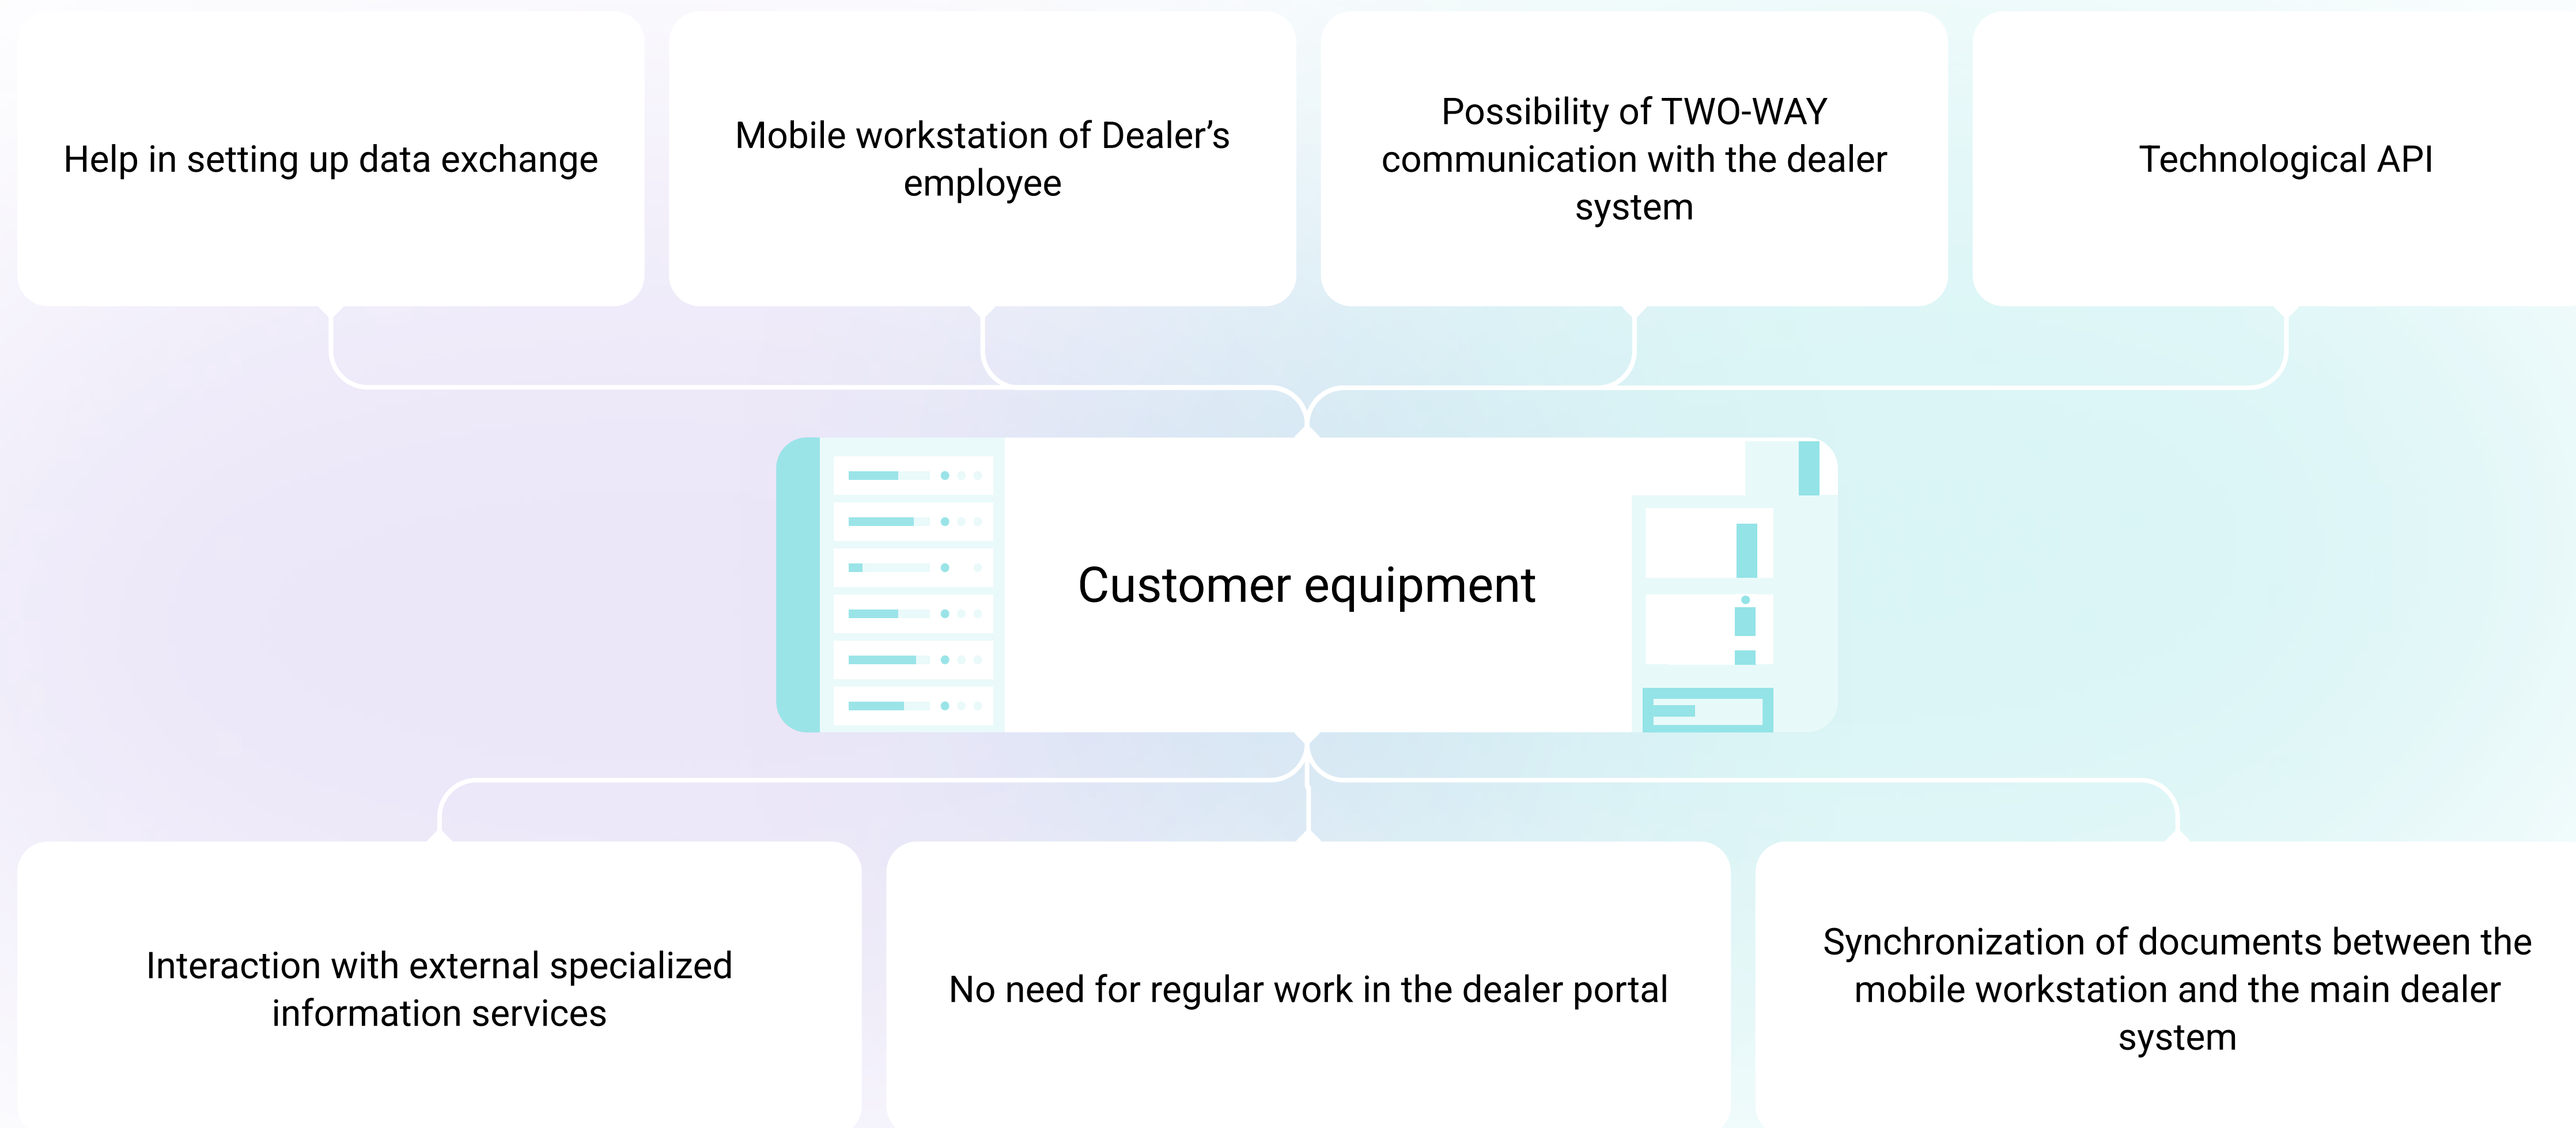 Help in setting up data exchange
Mobile workstation of Dealer’s
employee
Possibility of TWO-WAY
communication with the dealer
system
Technological API
Customer equipment
Interaction with external specialized
information services
No need for regular work in the dealer portal
Synchronization of documents between the
mobile workstation and the main dealer
system